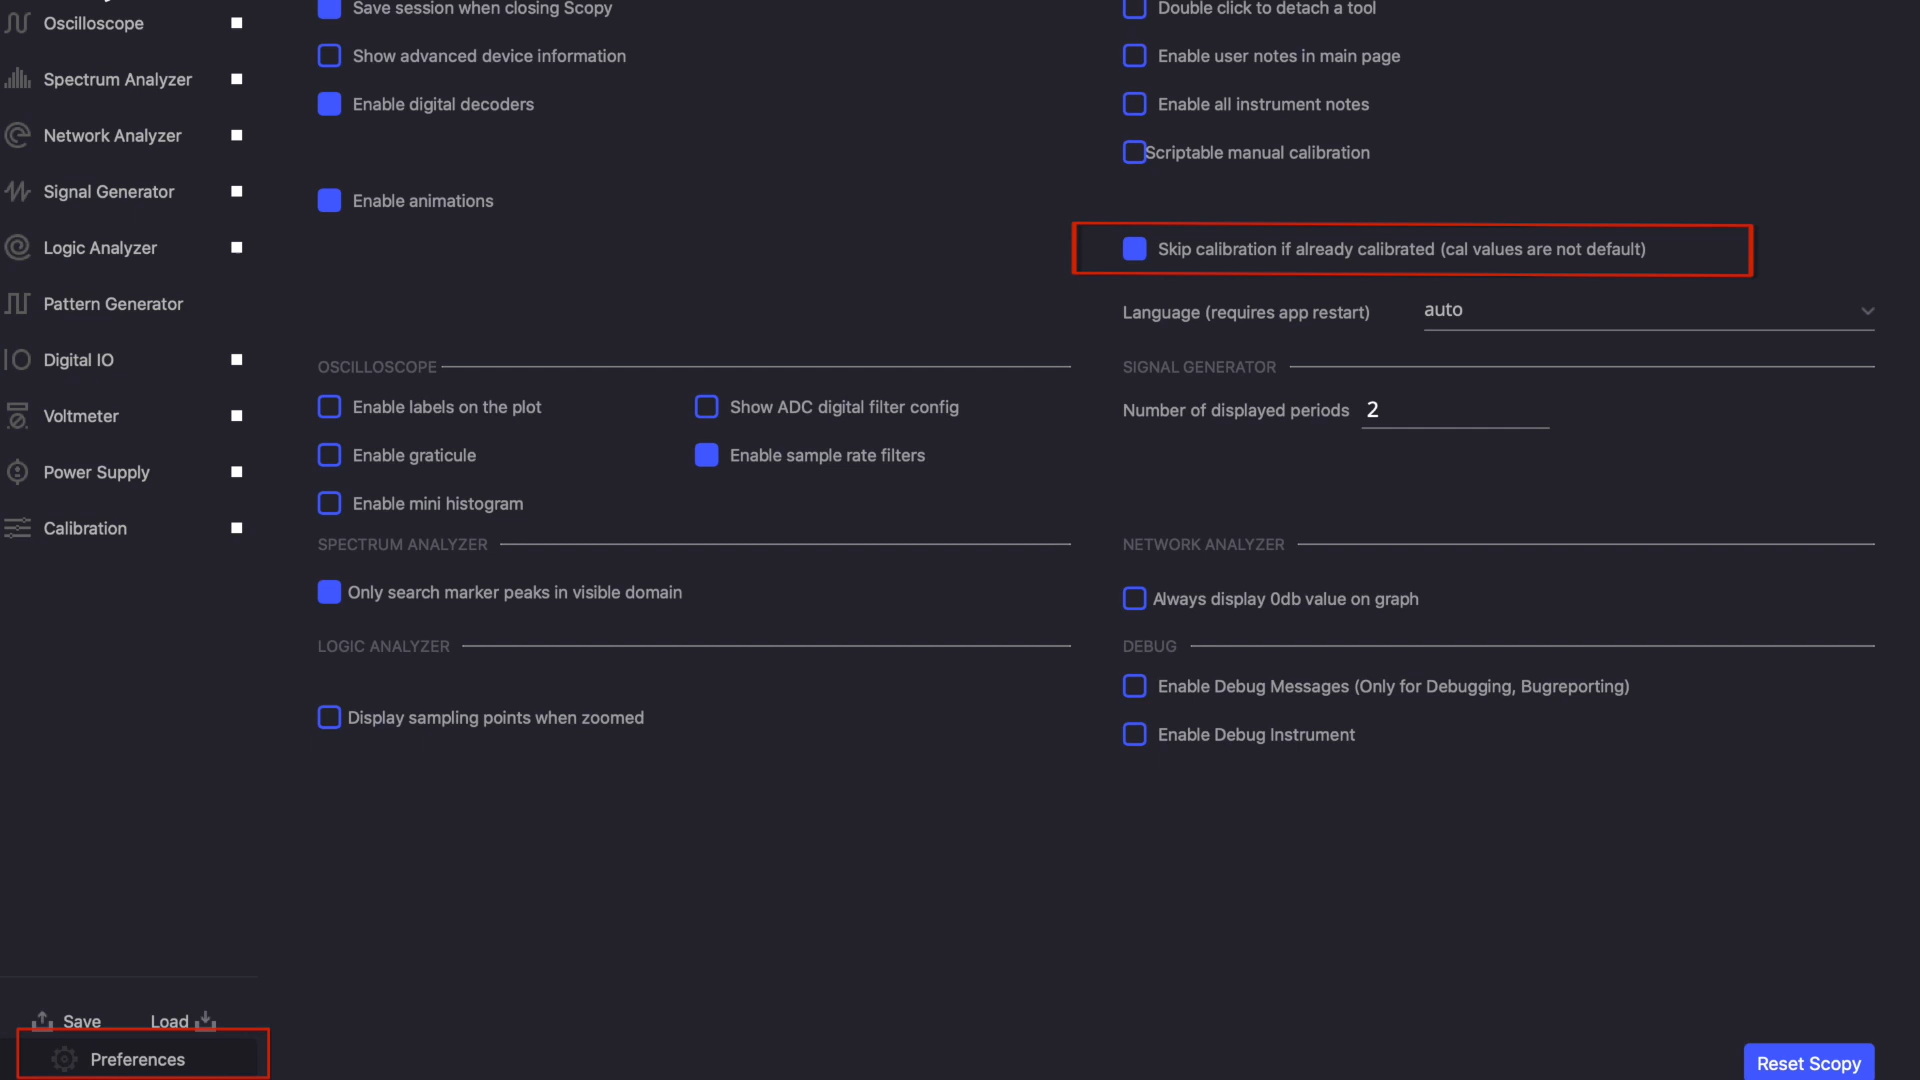 Oscilloscope
Spectrum Analyzer
Network Analyzer
Signal Generator
Logic Analyzer
Pattern Generator
Digital IO
Voltmeter
Power Supply
Calibration
Save
Load
Preferences
Save session when closing Scopy
Show advanced device information
Enable digital decoders
Enable animations
Double click to detach a tool
Enable user notes in main page
Enable all instrument notes
Scriptable manual calibration
Skip calibration if already calibrated (cal values are not default)
Language (requires app restart) auto
OSCILLOSCOPE
Enable labels on the plot
Show ADC digital filter config
Enable graticule
Enable sample rate filters
Enable mini histogram
SIGNAL GENERATOR
Number of displayed periods 2
SPECTRUM ANALYZER
Only search marker peaks in visible domain
NETWORK ANALYZER
Always display 0db value on graph
LOGIC ANALYZER
Display sampling points when zoomed
DEBUG
Enable Debug Messages (Only for Debugging, Bugreporting)
Enable Debug Instrument
Reset Scopy